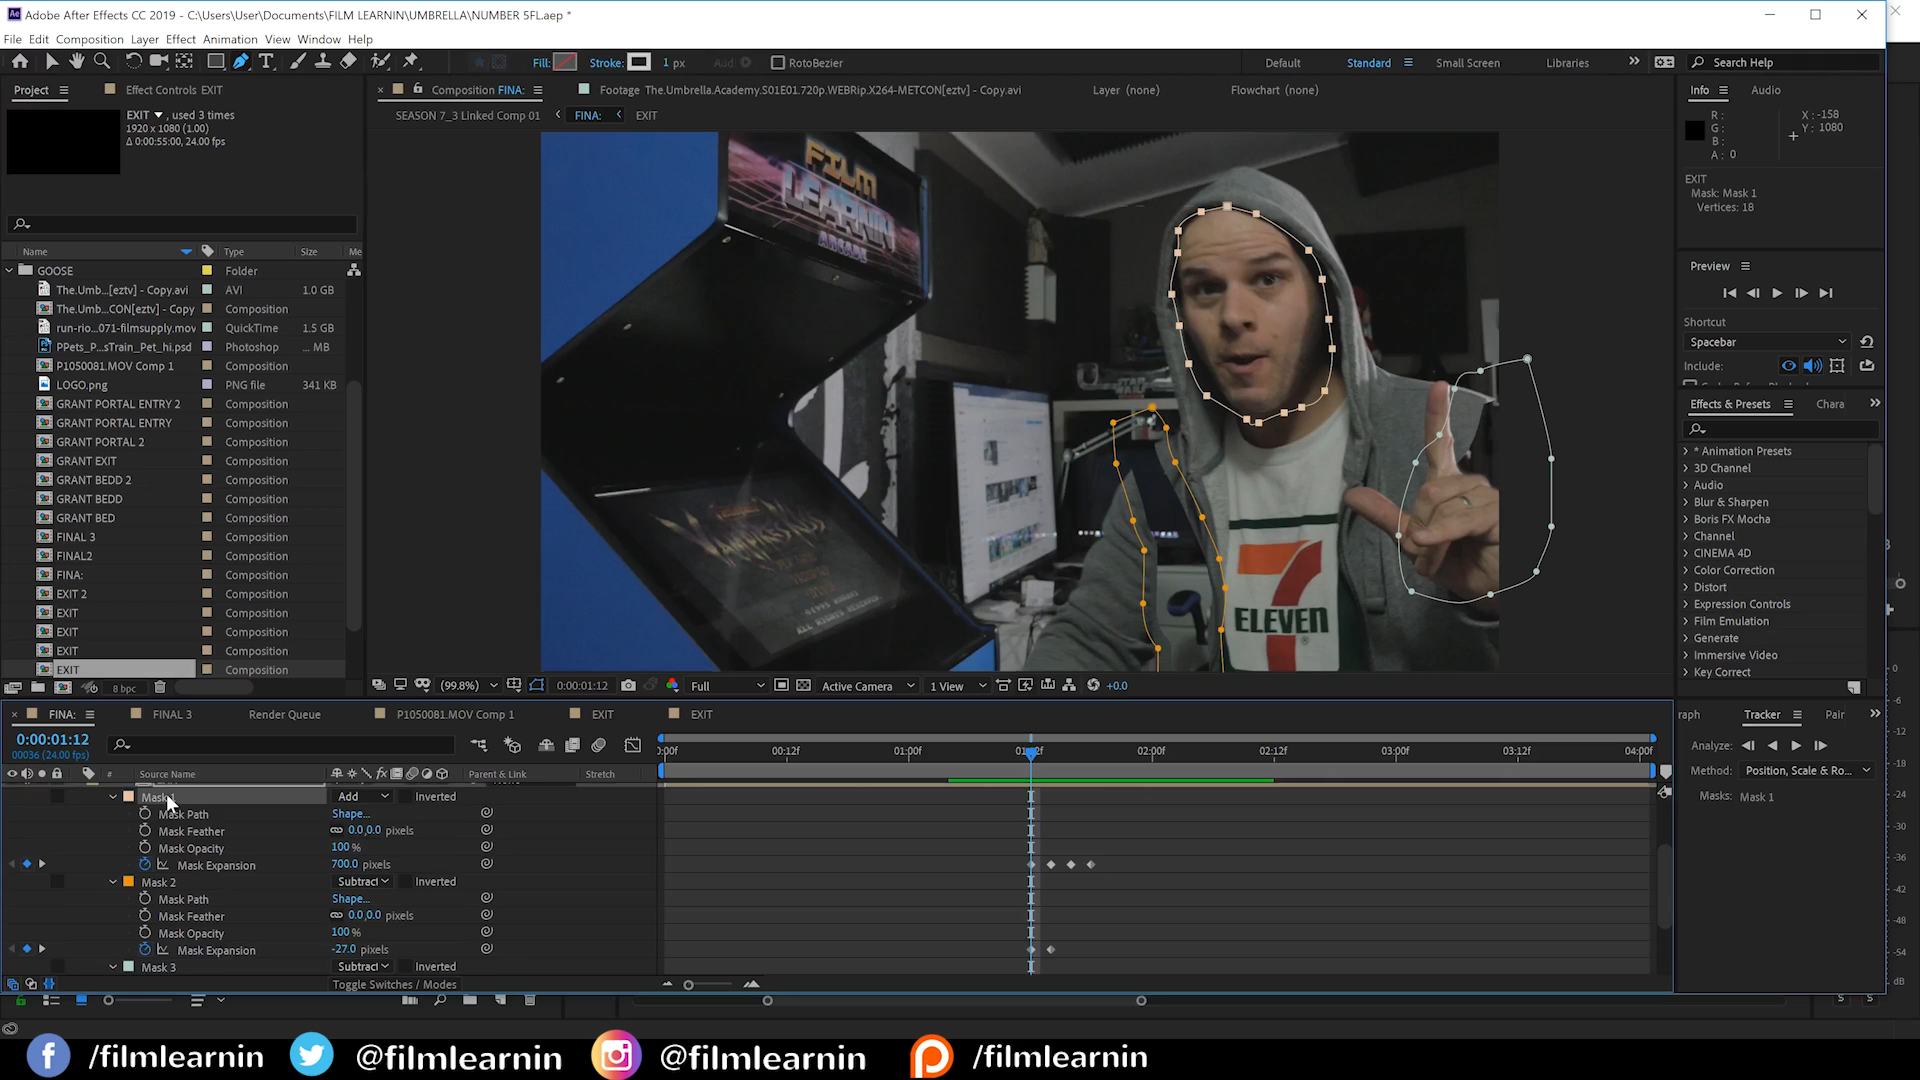 Adobe After Effects CC 2019 - C:\Users\User\Documents\FILM LEARNIN\UMBRELLA\NUMBER 5FL.aep *
File Edit Composition Layer Effect Animation View Window Help
Fill: Stroke: 1 px Add: RotoBezier Default Standard Small Screen Libraries Search Help
Project Effect Controls EXIT
EXIT , used 3 times
1920 x 1080 (1.00)
Δ 0:00:55:00, 24.00 fps
Composition FINA: Footage The.Umbrella.Academy.S01E01.720p.WEBRip.X264-METCON[eztv] - Copy.avi Layer (none) Flowchart (none)
SEASON 7_3 Linked Comp 01 FINA: EXIT
Info Audio
R : X : -158
G : Y : 1080
B :
A : 0
EXIT
Mask: Mask 1
Vertices: 18
Name Type Size Me
GOOSE Folder
The.Umb...[eztv] - Copy.avi AVI 1.0 GB
The.Umb...CON[eztv] - Copy Composition
run-rio...071-filmsupply.mov QuickTime 1.5 GB
PPets_P...sTrain_Pet_hi.psd Photoshop ... MB
P1050081.MOV Comp 1 Composition
LOGO.png PNG file 341 KB
GRANT PORTAL ENTRY 2 Composition
GRANT PORTAL ENTRY Composition
GRANT PORTAL 2 Composition
GRANT EXIT Composition
GRANT BEDD 2 Composition
GRANT BEDD Composition
GRANT BED Composition
FINAL 3 Composition
FINAL2 Composition
FINA: Composition
EXIT 2 Composition
EXIT Composition
EXIT Composition
EXIT Composition
EXIT Composition
8 bpc
FILM
LEARNIN
ARCADE
STAR
WARS
7
ELEVEN
®
Preview
Shortcut
Spacebar
Include:
Effects & Presets Chara
* Animation Presets
3D Channel
Audio
Blur & Sharpen
Boris FX Mocha
Channel
CINEMA 4D
Color Correction
Distort
Expression Controls
Film Emulation
Generate
Immersive Video
Key Correct
(99.8%) 0:00:01:12 Full Active Camera 1 View +0.0
FINA: FINAL 3 Render Queue P1050081.MOV Comp 1 EXIT EXIT
0:00:01:12
00036 (24.00 fps)
0:00f 00:12f 01:00f 02:00f 02:12f 03:00f 03:12f 04:00f
# Source Name Parent & Link Stretch
Mask 1 Add Inverted
Mask Path Shape...
Mask Feather 0.0,0.0 pixels
Mask Opacity 100 %
Mask Expansion 700.0 pixels
Mask 2 Subtract Inverted
Mask Path Shape...
Mask Feather 0.0,0.0 pixels
Mask Opacity 100 %
Mask Expansion -27.0 pixels
Mask 3 Subtract Inverted
Toggle Switches / Modes
raph Tracker Pair
Analyze:
Method: Position, Scale & Ro...
Masks: Mask 1
0
-6
-12
-18
-24
-30
-36
-42
-48
-54
dB
S S
/filmlearnin @filmlearnin @filmlearnin /filmlearnin